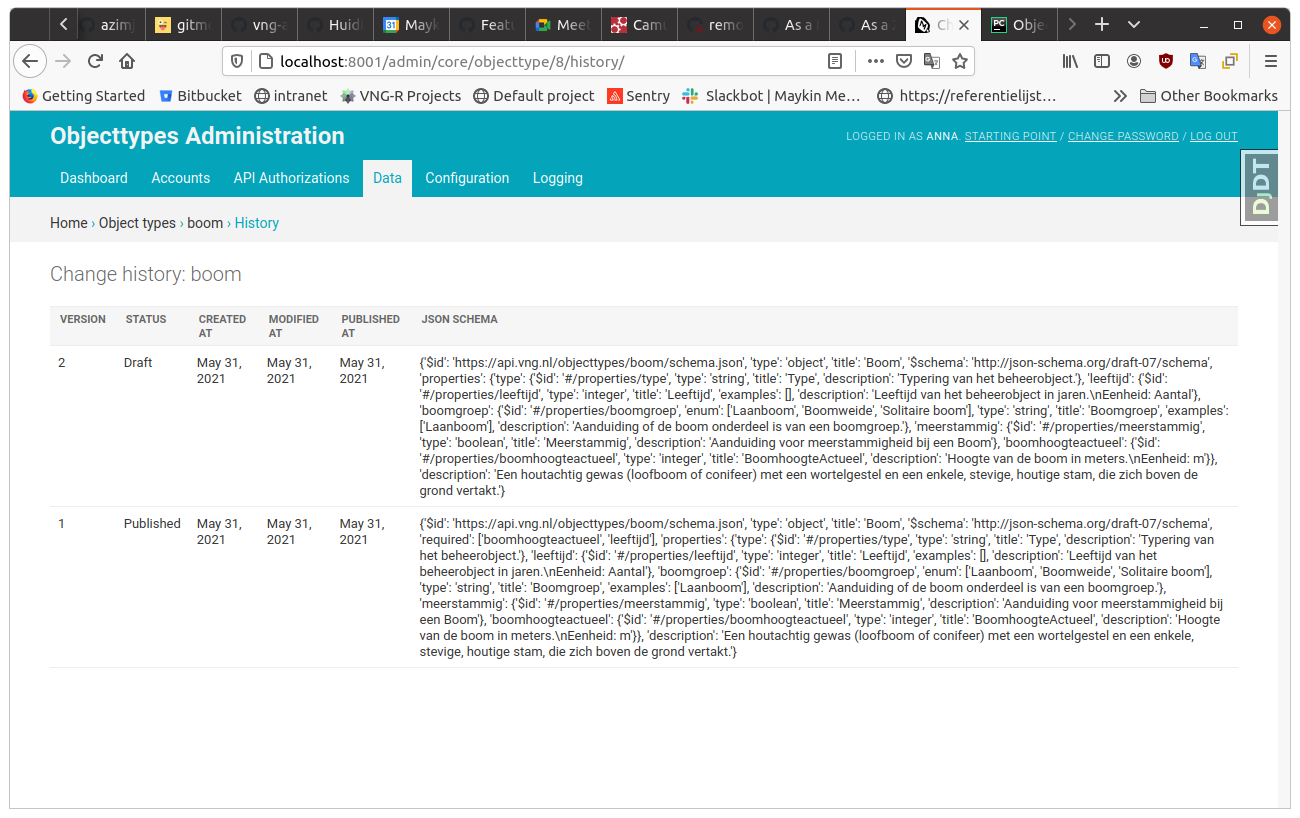 azimj
gitm
vng-a
Huidi
31 Mayk
Featu
Meet
Camu
remo
As a
As a
Ch
PC Obje
localhost:8001/admin/core/objecttype/8/history/
Getting Started Bitbucket intranet VNG-R Projects Default project Sentry Slackbot | Maykin Me… https://referentielijst… Other Bookmarks
Objecttypes Administration
LOGGED IN AS ANNA. STARTING POINT / CHANGE PASSWORD / LOG OUT
Dashboard Accounts API Authorizations Data Configuration Logging
DjDT
Home › Object types › boom › History
Change history: boom
VERSION STATUS CREATED AT MODIFIED AT PUBLISHED AT JSON SCHEMA
2 Draft May 31, 2021 May 31, 2021 May 31, 2021
{'$id': 'https://api.vng.nl/objecttypes/boom/schema.json', 'type': 'object', 'title': 'Boom', '$schema': 'http://json-schema.org/draft-07/schema',
'properties': {'type': {'$id': '#/properties/type', 'type': 'string', 'title': 'Type', 'description': 'Typering van het beheerobject.'}, 'leeftijd': {'$id':
'#/properties/leeftijd', 'type': 'integer', 'title': 'Leeftijd', 'examples': [], 'description': 'Leeftijd van het beheerobject in jaren.\nEenheid: Aantal'},
'boomgroep': {'$id': '#/properties/boomgroep', 'enum': ['Laanboom', 'Boomweide', 'Solitaire boom'], 'type': 'string', 'title': 'Boomgroep', 'examples':
['Laanboom'], 'description': 'Aanduiding of de boom onderdeel is van een boomgroep.'}, 'meerstammig': {'$id': '#/properties/meerstammig',
'type': 'boolean', 'title': 'Meerstammig', 'description': 'Aanduiding voor meerstammigheid bij een Boom'}, 'boomhoogteactueel': {'$id':
'#/properties/boomhoogteactueel', 'type': 'integer', 'title': 'BoomhoogteActueel', 'description': 'Hoogte van de boom in meters.\nEenheid: m'}},
'description': 'Een houtachtig gewas (loofboom of conifeer) met een wortelgestel en een enkele, stevige, houtige stam, die zich boven de
grond vertakt.'}
1 Published May 31, 2021 May 31, 2021 May 31, 2021
{'$id': 'https://api.vng.nl/objecttypes/boom/schema.json', 'type': 'object', 'title': 'Boom', '$schema': 'http://json-schema.org/draft-07/schema',
'required': ['boomhoogteactueel', 'leeftijd'], 'properties': {'type': {'$id': '#/properties/type', 'type': 'string', 'title': 'Type', 'description': 'Typering van
het beheerobject.'}, 'leeftijd': {'$id': '#/properties/leeftijd', 'type': 'integer', 'title': 'Leeftijd', 'examples': [], 'description': 'Leeftijd van het
beheerobject in jaren.\nEenheid: Aantal'}, 'boomgroep': {'$id': '#/properties/boomgroep', 'enum': ['Laanboom', 'Boomweide', 'Solitaire boom'],
'type': 'string', 'title': 'Boomgroep', 'examples': ['Laanboom'], 'description': 'Aanduiding of de boom onderdeel is van een boomgroep.'},
'meerstammig': {'$id': '#/properties/meerstammig', 'type': 'boolean', 'title': 'Meerstammig', 'description': 'Aanduiding voor meerstammigheid bij
een Boom'}, 'boomhoogteactueel': {'$id': '#/properties/boomhoogteactueel', 'type': 'integer', 'title': 'BoomhoogteActueel', 'description': 'Hoogte
van de boom in meters.\nEenheid: m'}}, 'description': 'Een houtachtig gewas (loofboom of conifeer) met een wortelgestel en een enkele,
stevige, houtige stam, die zich boven de grond vertakt.'}